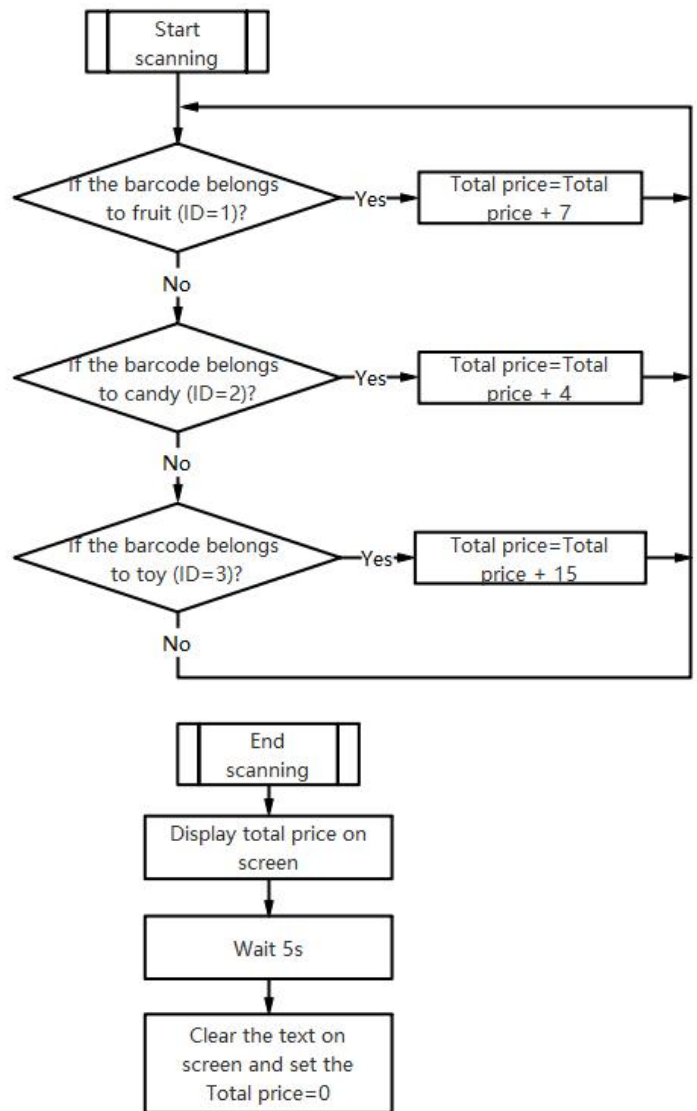 Start
scanning
If the barcode belongs
to fruit (ID=1)?
Yes
Total price=Total
price + 7
No
If the barcode belongs
to candy (ID=2)?
Yes
Total price=Total
price + 4
No
If the barcode belongs
to toy (ID=3)?
Yes
Total price=Total
price + 15
No
End
scanning
Display total price on
screen
Wait 5s
Clear the text on
screen and set the
Total price=0